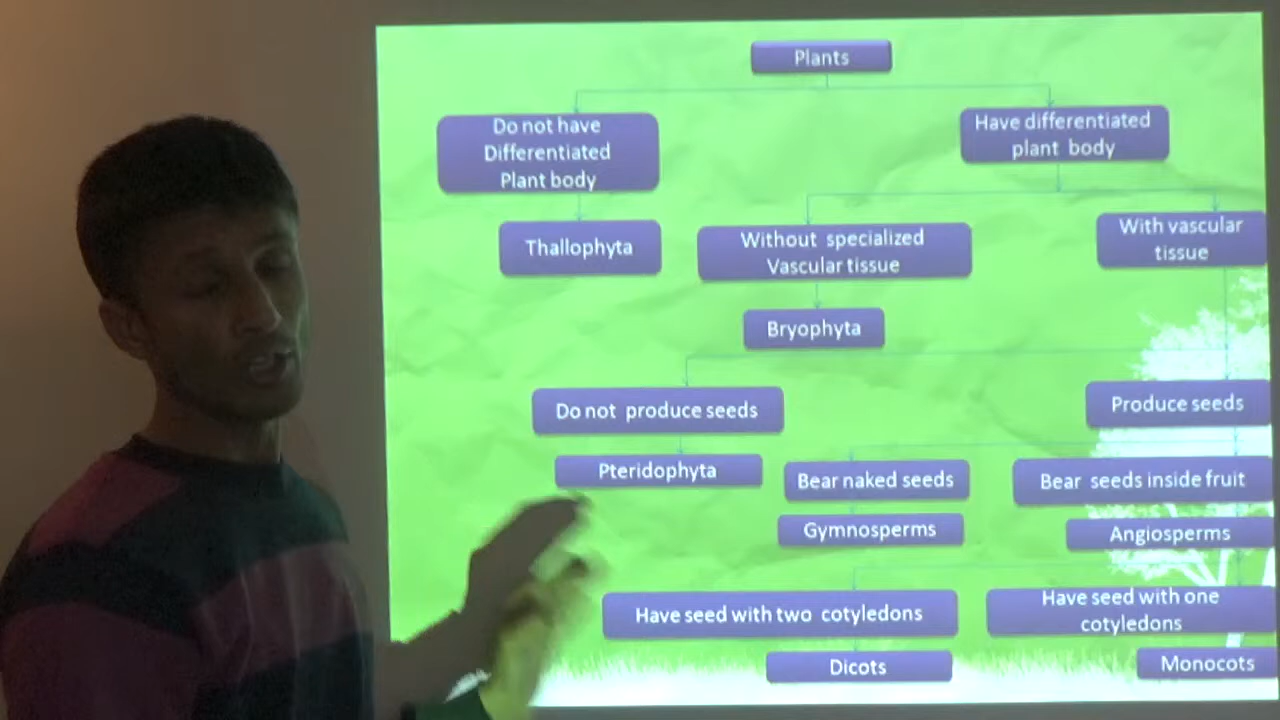 Plants
Do not have
Differentiated
Plant body
Have differentiated
plant body
Thallophyta
Without specialized
Vascular tissue
With vascular
tissue
Bryophyta
Do not produce seeds
Produce seeds
Pteridophyta
Bear naked seeds
Bear seeds inside fruit
Gymnosperms
Angiosperms
Have seed with two cotyledons
Have seed with one
cotyledons
Dicots
Monocots